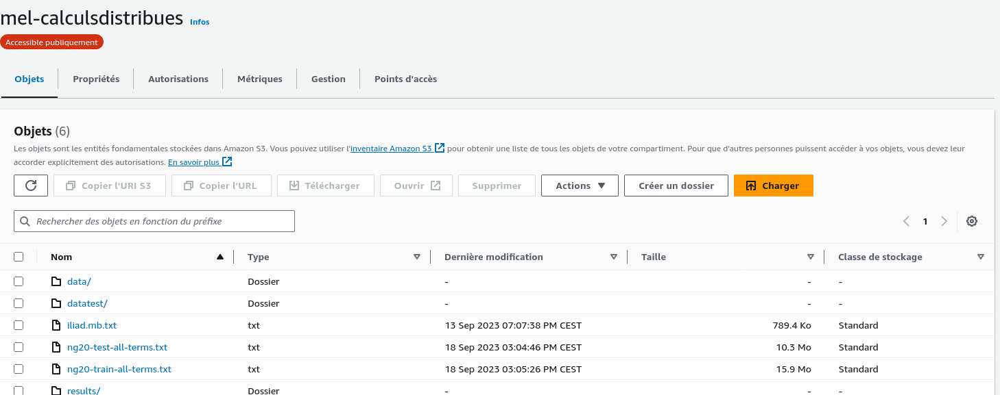 mel-calculsdistribues Infos
Accessible publiquement
Objets Propriétés Autorisations Métriques Gestion Points d'accès
Objets (6)
Les objets sont les entités fondamentales stockées dans Amazon S3. Vous pouvez utiliser l'inventaire Amazon S3 pour obtenir une liste de tous les objets de votre compartiment. Pour que d'autres personnes puissent accéder à vos objets, vous devez leur
accorder explicitement des autorisations. En savoir plus
Copier l'URI S3 Copier l'URL Télécharger Ouvrir Supprimer Actions Créer un dossier Charger
Rechercher des objets en fonction du préfixe 1
Nom Type Dernière modification Taille Classe de stockage
data/ Dossier - - -
datatest/ Dossier - - -
iliad.mb.txt txt 13 Sep 2023 07:07:38 PM CEST 789.4 Ko Standard
ng20-test-all-terms.txt txt 18 Sep 2023 03:04:46 PM CEST 10.3 Mo Standard
ng20-train-all-terms.txt txt 18 Sep 2023 03:05:26 PM CEST 15.9 Mo Standard
results/ Dossier - - -